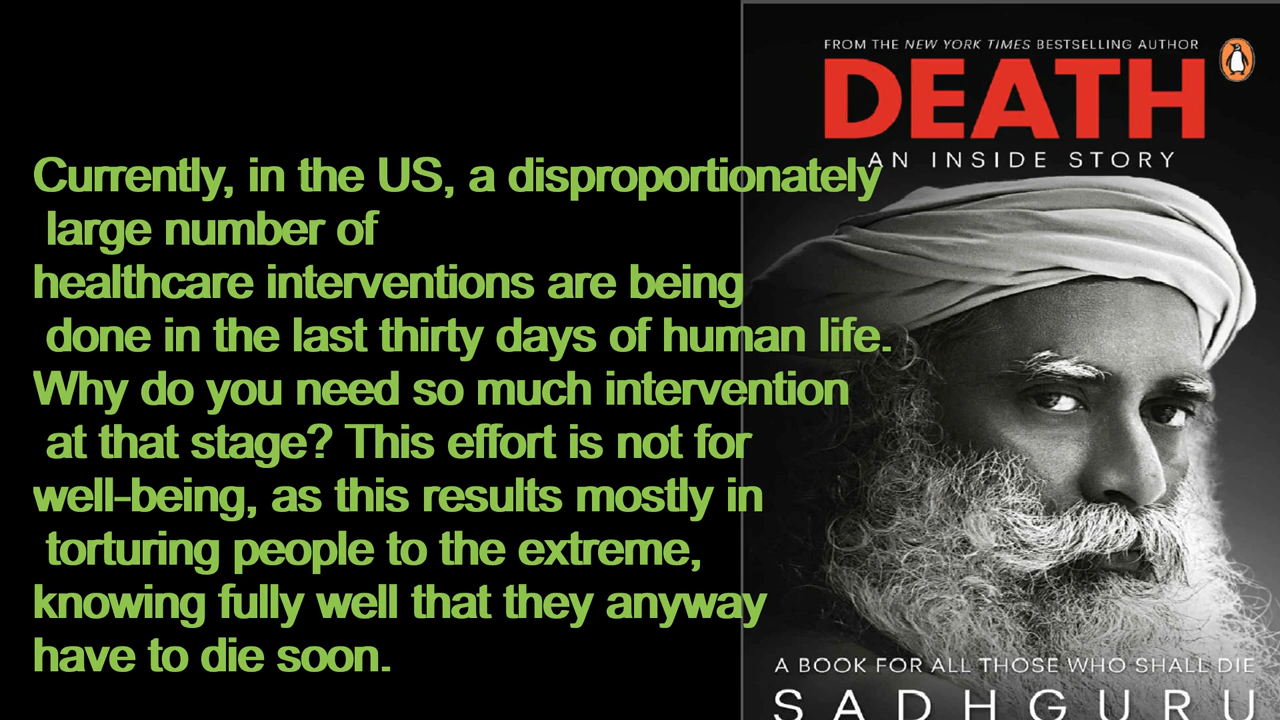 Currently, in the US, a disproportionately
large number of
healthcare interventions are being
done in the last thirty days of human life.
Why do you need so much intervention
at that stage? This effort is not for
well-being, as this results mostly in
torturing people to the extreme,
knowing fully well that they anyway
have to die soon.
FROM THE NEW YORK TIMES BESTSELLING AUTHOR
DEATH
AN INSIDE STORY
A BOOK FOR ALL THOSE WHO SHALL DIE
SADHGURU